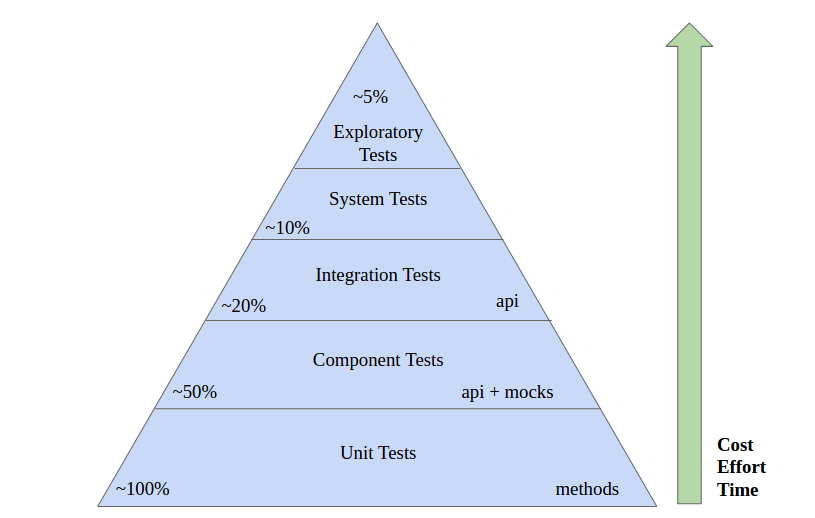 ~5%
Exploratory
Tests
System Tests
~10%
Integration Tests
~20%
api
Component Tests
~50%
api + mocks
Unit Tests
~100%
methods
Cost
Effort
Time